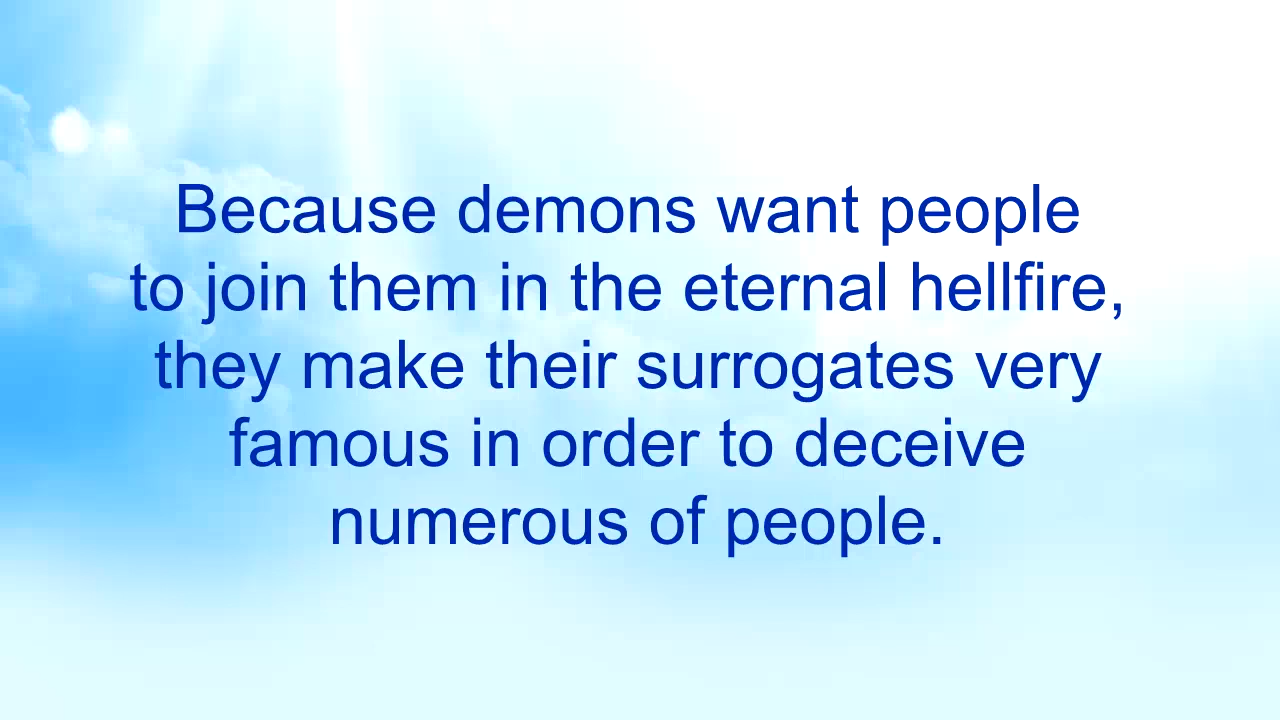 Because demons want people
to join them in the eternal hellfire,
they make their surrogates very
famous in order to deceive
numerous of people.